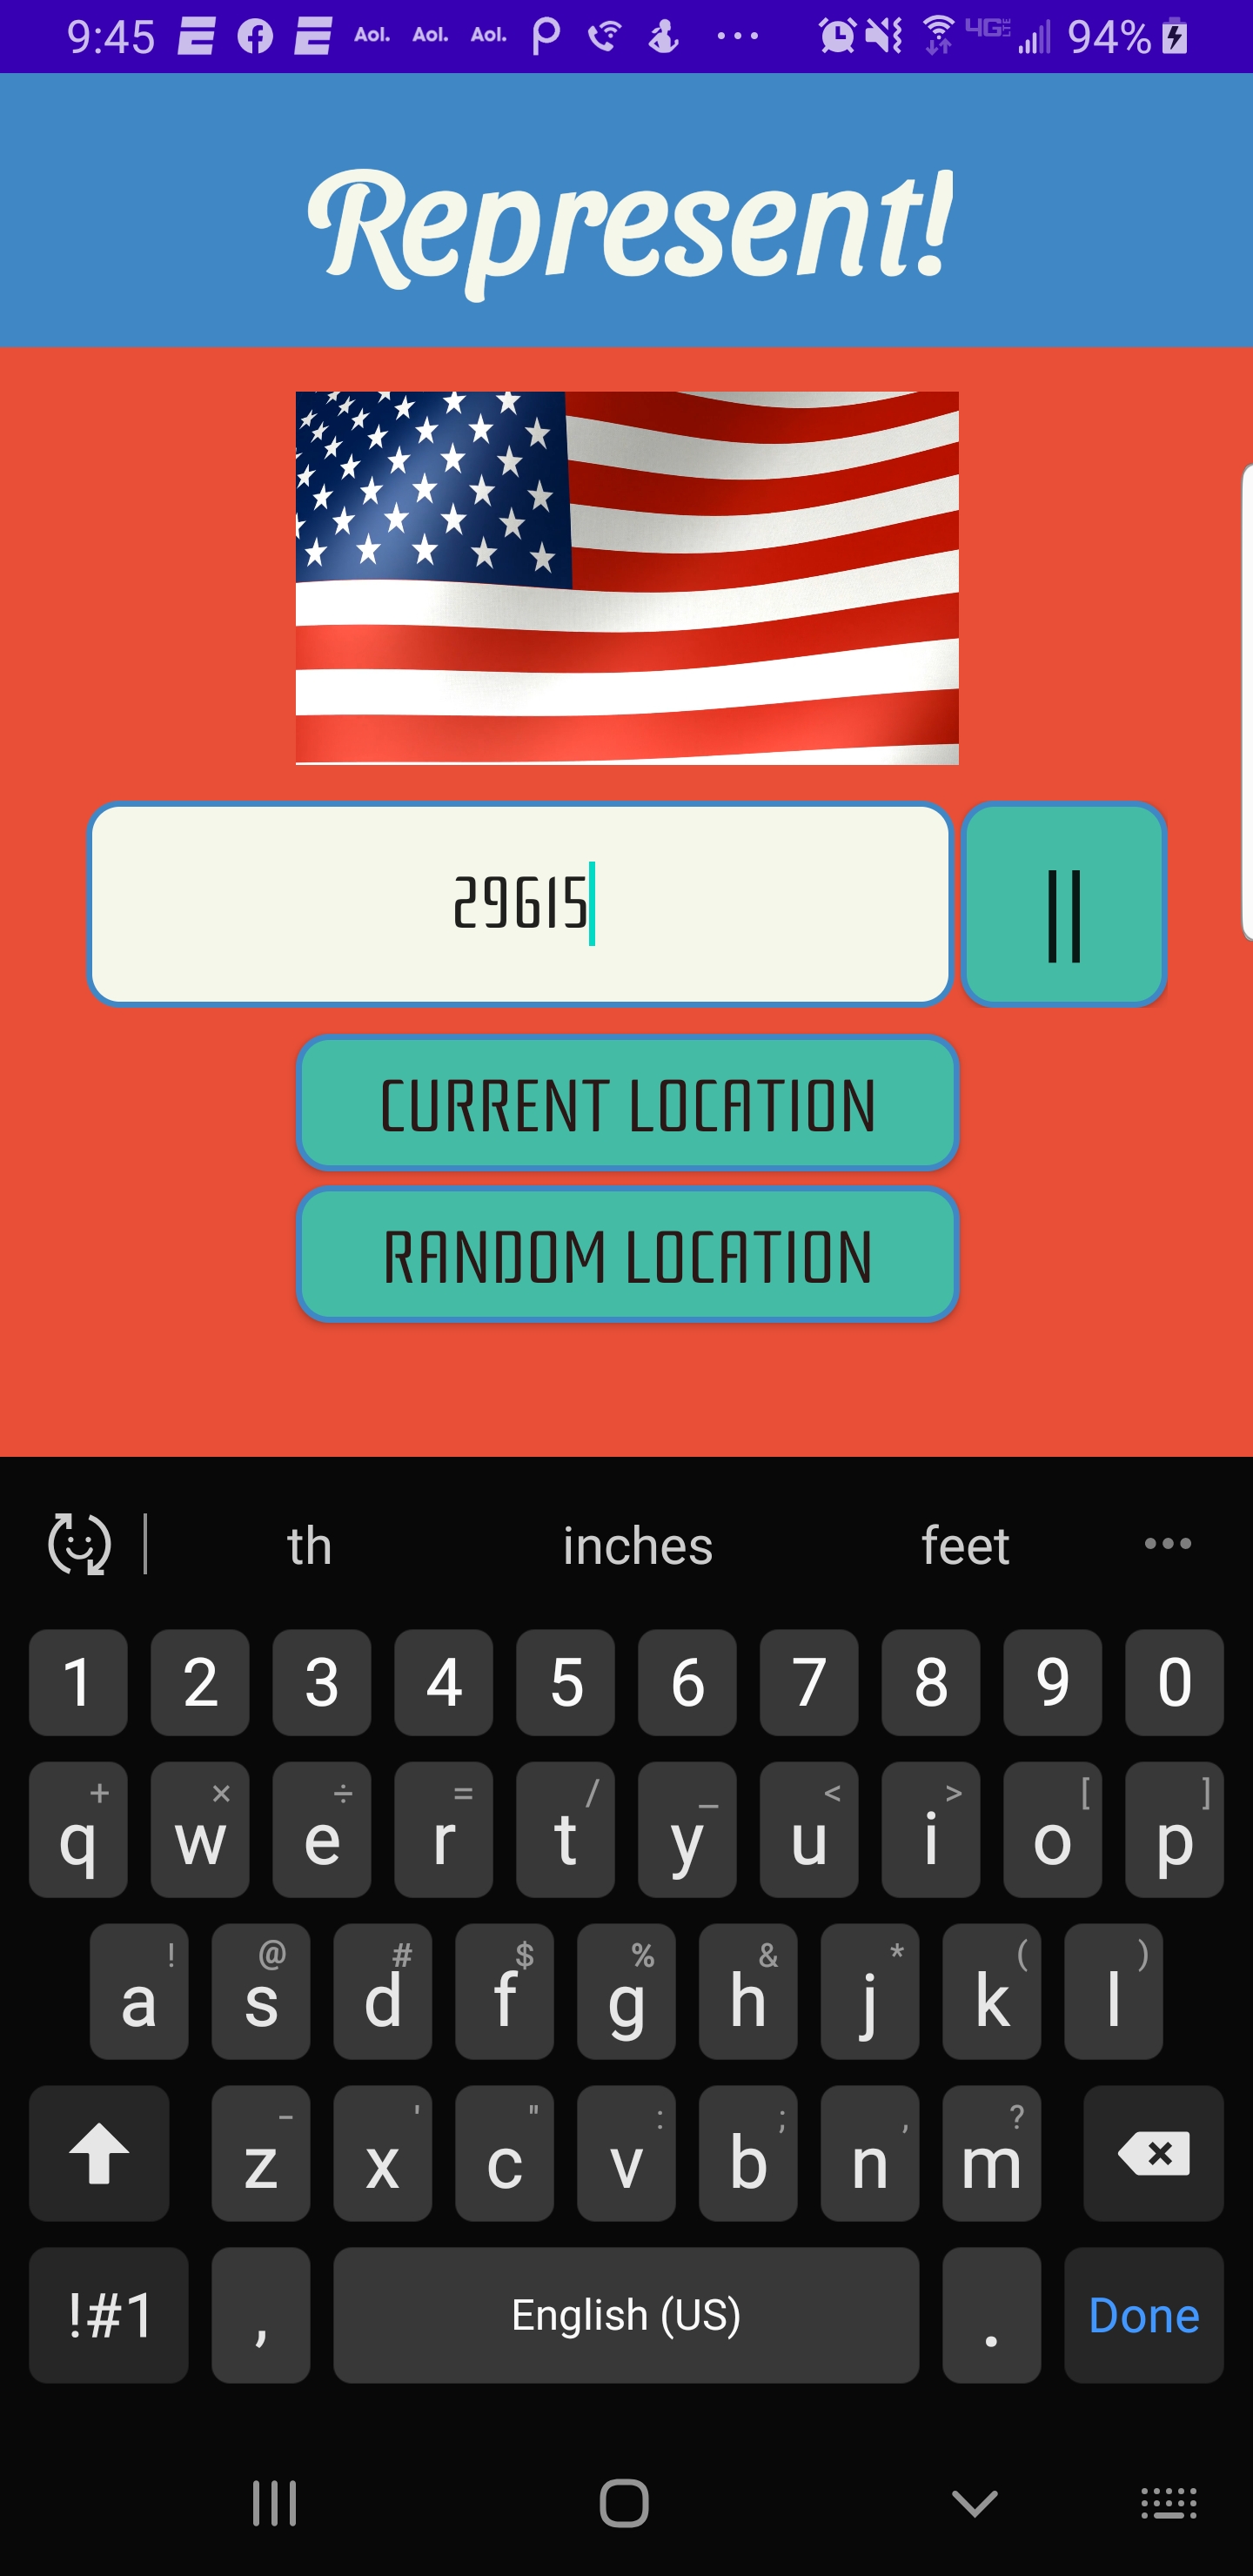 9:45 Aol. Aol. Aol. 4GE 94%
Represent!
29615 ||
CURRENT LOCATION
RANDOM LOCATION
th inches feet
1 2 3 4 5 6 7 8 9 0
+ × ÷ = / _ < > [ ]
q w e r t y u i o p
! @ # $ % & * ( )
a s d f g h j k l
- ' " : ; , ?
z x c v b n m
!#1 , English (US) . Done